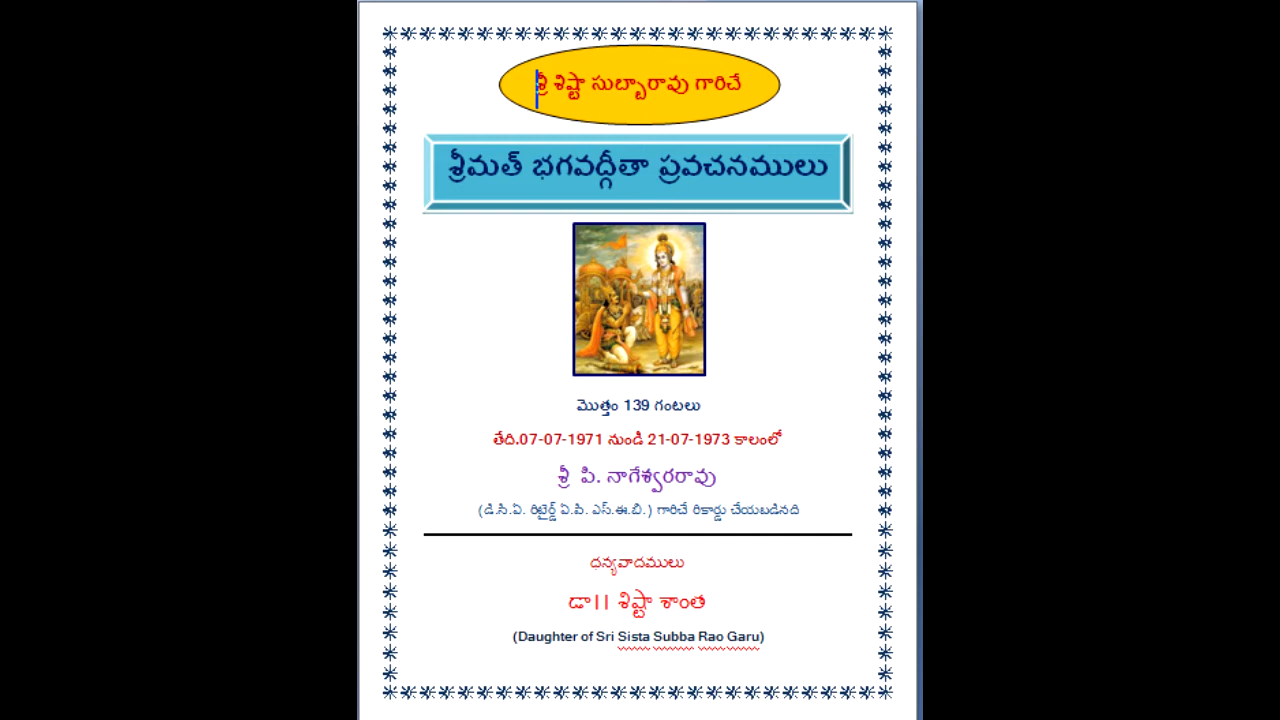 శ్రీ శిష్టా సుబ్బారావు గారిచే
శ్రీమత్ భగవద్గీతా ప్రవచనములు
మొత్తం 139 గంటలు
తేది.07-07-1971 నుండి 21-07-1973 కాలంలో
శ్రీ పి. నాగేశ్వరరావు
(డి.సి.ఏ. రిటైర్డ్ ఏ.పి. ఎస్.ఈ.బి.) గారిచే రికార్డు చేయబడినది
ధన్యవాదములు
డా|| శిష్టా శాంత
(Daughter of Sri Sista Subba Rao Garu)